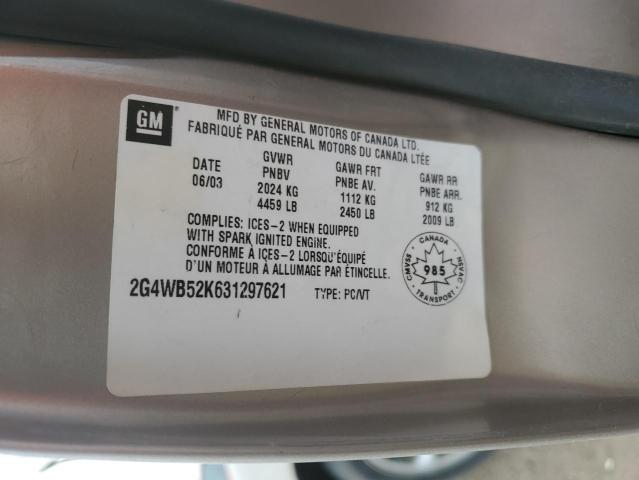 GM
MFD BY GENERAL MOTORS OF CANADA LTD.
FABRIQUÉ PAR GENERAL MOTORS DU CANADA LTÉE
DATE GVWR GAWR FRT GAWR RR
PNBV PNBE AV. PNBE ARR.
06/03 2024 KG 1112 KG 912 KG
4459 LB 2450 LB 2009 LB
COMPLIES: ICES-2 WHEN EQUIPPED
WITH SPARK IGNITED ENGINE.
CONFORME À ICES-2 LORSQU'ÉQUIPÉ
D'UN MOTEUR À ALLUMAGE PAR ÉTINCELLE.
2G4WB52K631297621 TYPE: PC/VT
CANADA
CMVSS 985 NSVAC
TRANSPORT